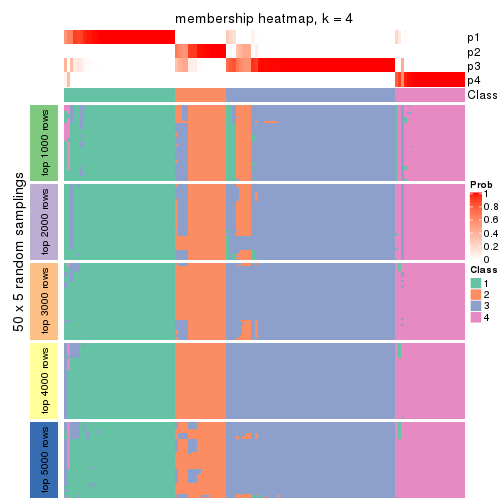 membership heatmap, k = 4
p1
p2
p3
p4
Class
50 x 5 random samplings
top 1000 rows
top 2000 rows
top 3000 rows
top 4000 rows
top 5000 rows
Prob
1
0.8
0.6
0.4
0.2
0
Class
1
2
3
4